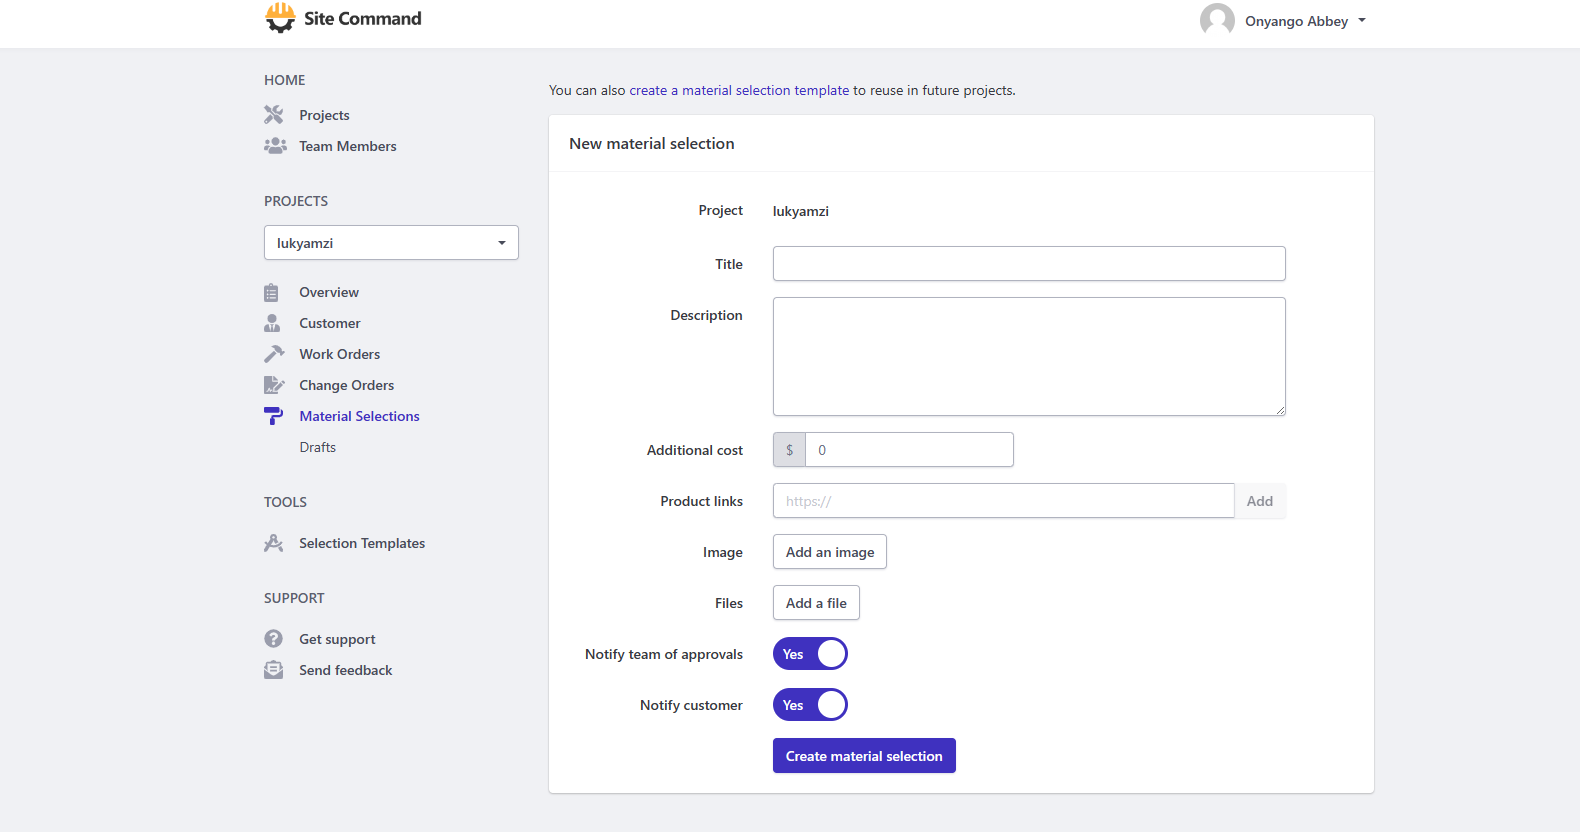 Site Command
Onyango Abbey
HOME
Projects
Team Members
PROJECTS
lukyamzi
Overview
Customer
Work Orders
Change Orders
Material Selections
Drafts
TOOLS
Selection Templates
SUPPORT
Get support
Send feedback
You can also create a material selection template to reuse in future projects.
New material selection
Project lukyamzi
Title
Description
Additional cost $ 0
Product links https:// Add
Image Add an image
Files Add a file
Notify team of approvals Yes
Notify customer Yes
Create material selection